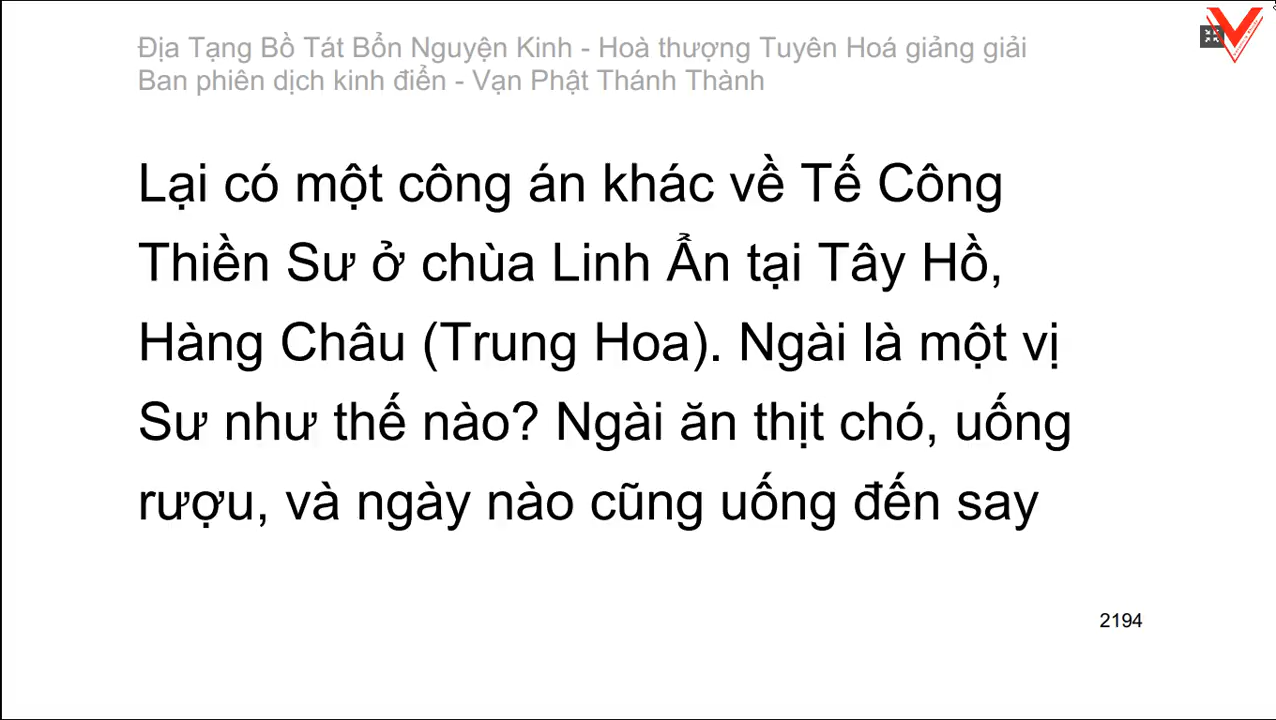 Địa Tạng Bồ Tát Bổn Nguyện Kinh - Hoà thượng Tuyên Hoá giảng giải
Ban phiên dịch kinh điển - Vạn Phật Thánh Thành
Lại có một công án khác về Tế Công
Thiền Sư ở chùa Linh Ẩn tại Tây Hồ,
Hàng Châu (Trung Hoa). Ngài là một vị
Sư như thế nào? Ngài ăn thịt chó, uống
rượu, và ngày nào cũng uống đến say
2194